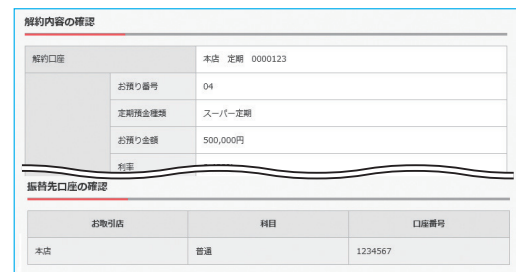 解約内容の確認
解約口座 本店 定期 0000123
お預り番号 04
定期預金種類 スーパー定期
お預り金額 500,000円
利率
振替先口座の確認
お取引店 科目 口座番号
本店 普通 1234567